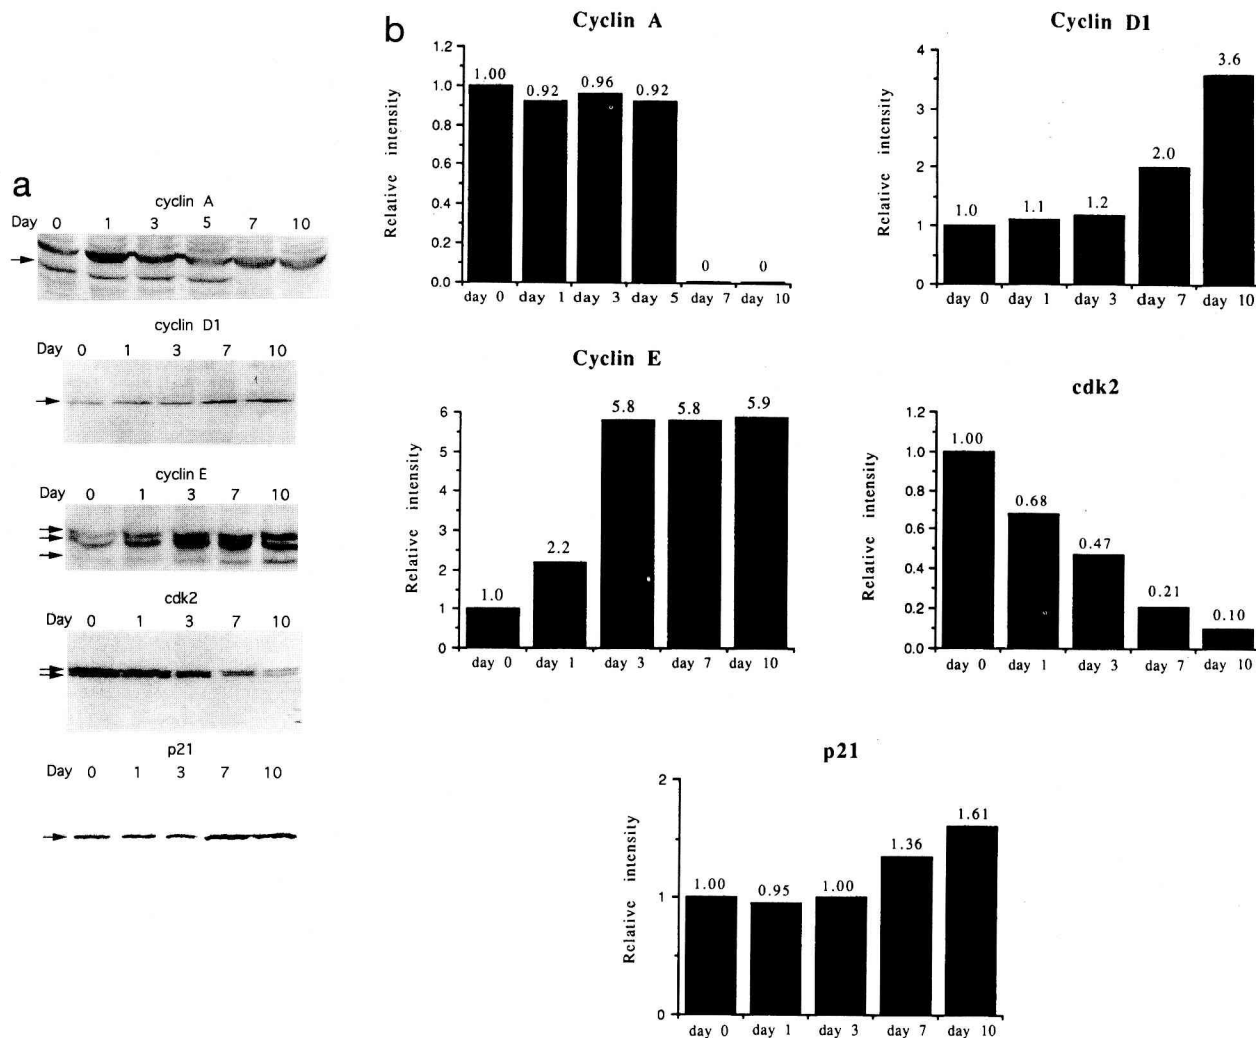 a
cyclin A
Day 0 1 3 5 7 10
cyclin D1
Day 0 1 3 7 10
cyclin E
Day 0 1 3 7 10
cdk2
Day 0 1 3 7 10
p21
Day 0 1 3 7 10
b
Cyclin A
Relative intensity
1.2
1.0
0.8
0.6
0.4
0.2
0.0
1.00 0.92 0.96 0.92 0 0
day 0 day 1 day 3 day 5 day 7 day 10
Cyclin D1
Relative intensity
4
3
2
1
0
1.0 1.1 1.2 2.0 3.6
day 0 day 1 day 3 day 7 day 10
Cyclin E
Relative intensity
6
5
4
3
2
1
0
1.0 2.2 5.8 5.8 5.9
day 0 day 1 day 3 day 7 day 10
cdk2
Relative intensity
1.2
1.0
0.8
0.6
0.4
0.2
0.0
1.00 0.68 0.47 0.21 0.10
day 0 day 1 day 3 day 7 day 10
p21
Relative intensity
2
1
0
1.00 0.95 1.00 1.36 1.61
day 0 day 1 day 3 day 7 day 10